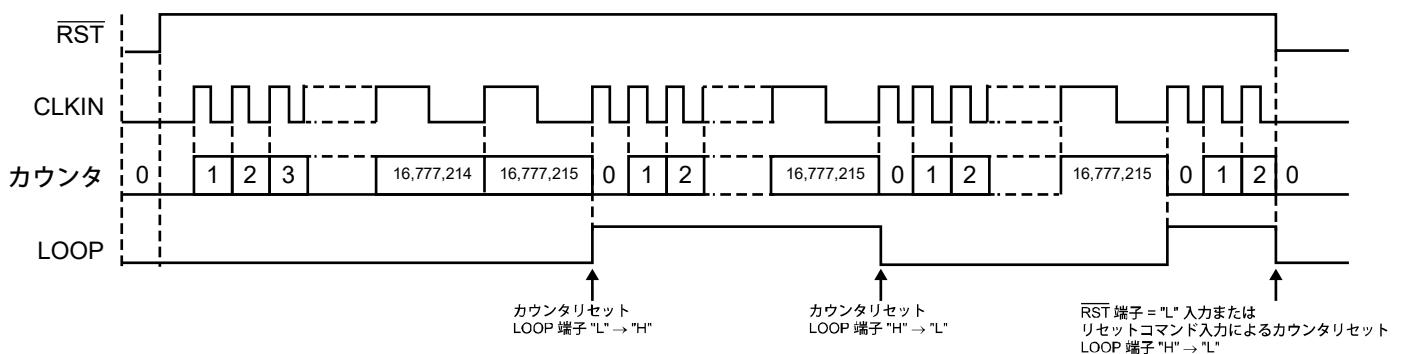 RST
CLKIN
カウンタ 0 1 2 3 16,777,214 16,777,215 0 1 2 16,777,215 0 1 2 16,777,215 0 1 2 0
LOOP
カウンタリセット
LOOP 端子 "L" → "H"
カウンタリセット
LOOP 端子 "H" → "L"
RST 端子 = "L" 入力または
リセットコマンド入力によるカウンタリセット
LOOP 端子 "H" → "L"